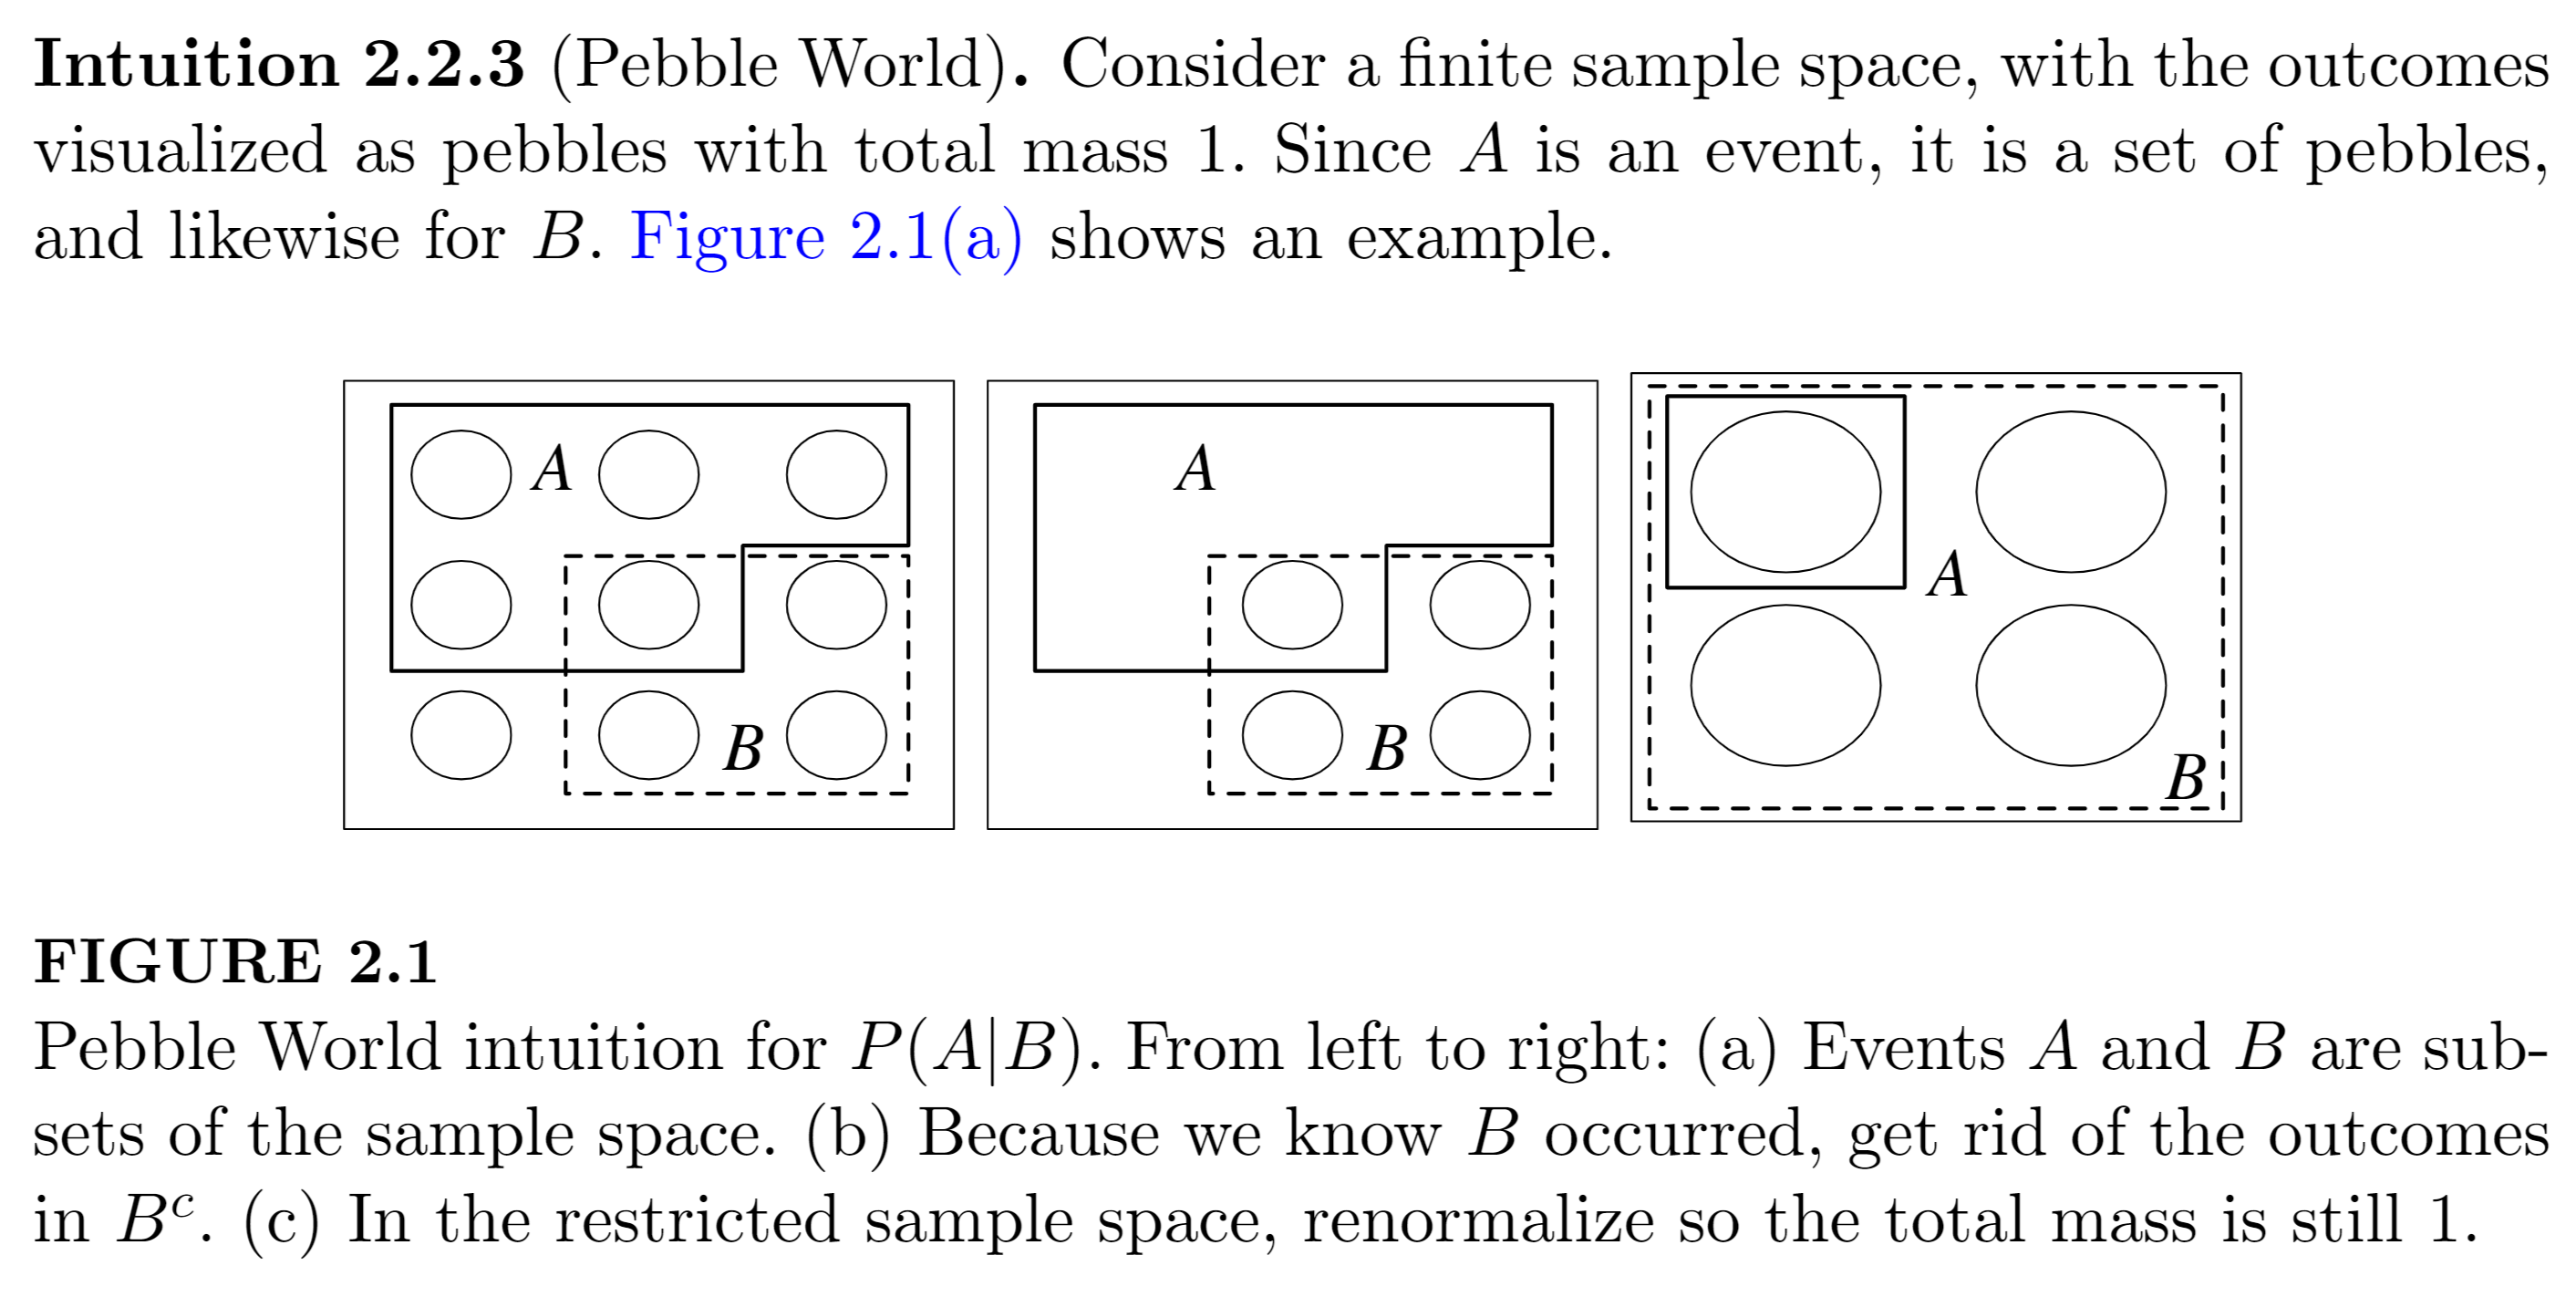 Intuition 2.2.3 (Pebble World). Consider a finite sample space, with the outcomes
visualized as pebbles with total mass 1. Since A is an event, it is a set of pebbles,
and likewise for B. Figure 2.1(a) shows an example.
A
B
A
B
A
B
FIGURE 2.1
Pebble World intuition for P(A|B). From left to right: (a) Events A and B are sub-
sets of the sample space. (b) Because we know B occurred, get rid of the outcomes
in Bᶜ. (c) In the restricted sample space, renormalize so the total mass is still 1.